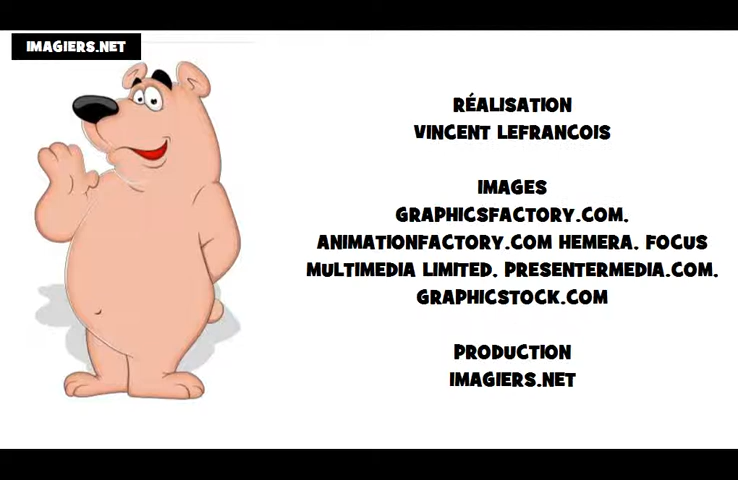 IMAGIERS.NET
RÉALISATION
VINCENT LEFRANCOIS
IMAGES
GRAPHICSFACTORY.COM.
ANIMATIONFACTORY.COM HEMERA. FOCUS
MULTIMEDIA LIMITED. PRESENTERMEDIA.COM.
GRAPHICSTOCK.COM
PRODUCTION
IMAGIERS.NET